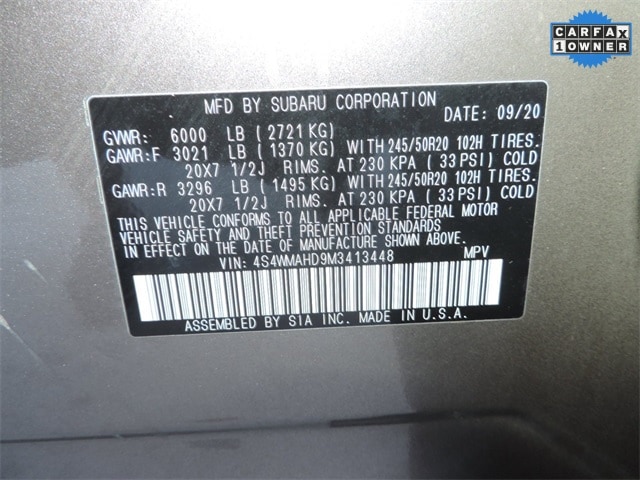 CARFAX
1 OWNER
MFD BY SUBARU CORPORATION DATE: 09/20
GVWR: 6000 LB (2721 KG)
GAWR:F 3021 LB (1370 KG) WITH 245/50R20 102H TIRES.
20X7 1/2J RIMS. AT 230 KPA (33 PSI) COLD
GAWR:R 3296 LB (1495 KG) WITH 245/50R20 102H TIRES.
20X7 1/2J RIMS. AT 230 KPA (33 PSI) COLD
THIS VEHICLE CONFORMS TO ALL APPLICABLE FEDERAL MOTOR
VEHICLE SAFETY AND THEFT PREVENTION STANDARDS
IN EFFECT ON THE DATE OF MANUFACTURE SHOWN ABOVE.
VIN: 4S4WMAHD9M3413448 MPV
ASSEMBLED BY SIA INC. MADE IN U.S.A.